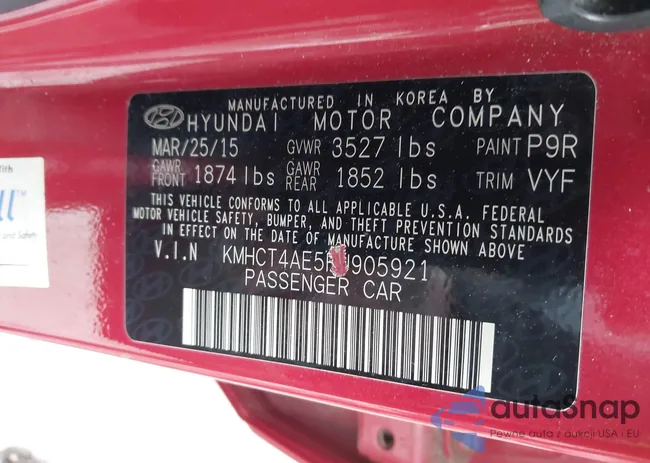 MANUFACTURED IN KOREA BY
HYUNDAI MOTOR COMPANY
MAR/25/15 GVWR 3527 lbs PAINT P9R
GAWR FRONT 1874 lbs GAWR REAR 1852 lbs TRIM VYF
THIS VEHICLE CONFORMS TO ALL APPLICABLE U.S.A. FEDERAL
MOTOR VEHICLE SAFETY, BUMPER, AND THEFT PREVENTION STANDARDS
IN EFFECT ON THE DATE OF MANUFACTURE SHOWN ABOVE
V.I.N
PASSENGER CAR
and Safety
autoSnap
Pewne auta z aukcji USA i EU